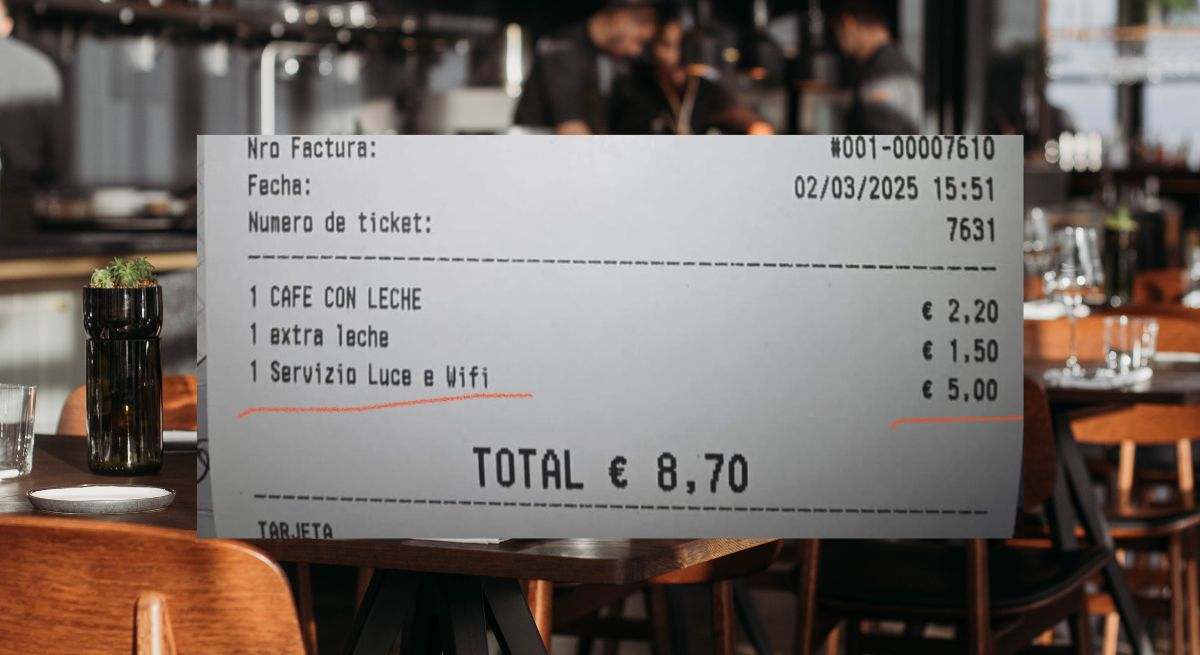 Nro Factura: #001-00007610
Fecha: 02/03/2025 15:51
Numero de ticket: 7631
1 CAFE CON LECHE € 2,20
1 extra leche € 1,50
1 Servizio Luce e Wifi € 5,00
TOTAL € 8,70
TARJETA